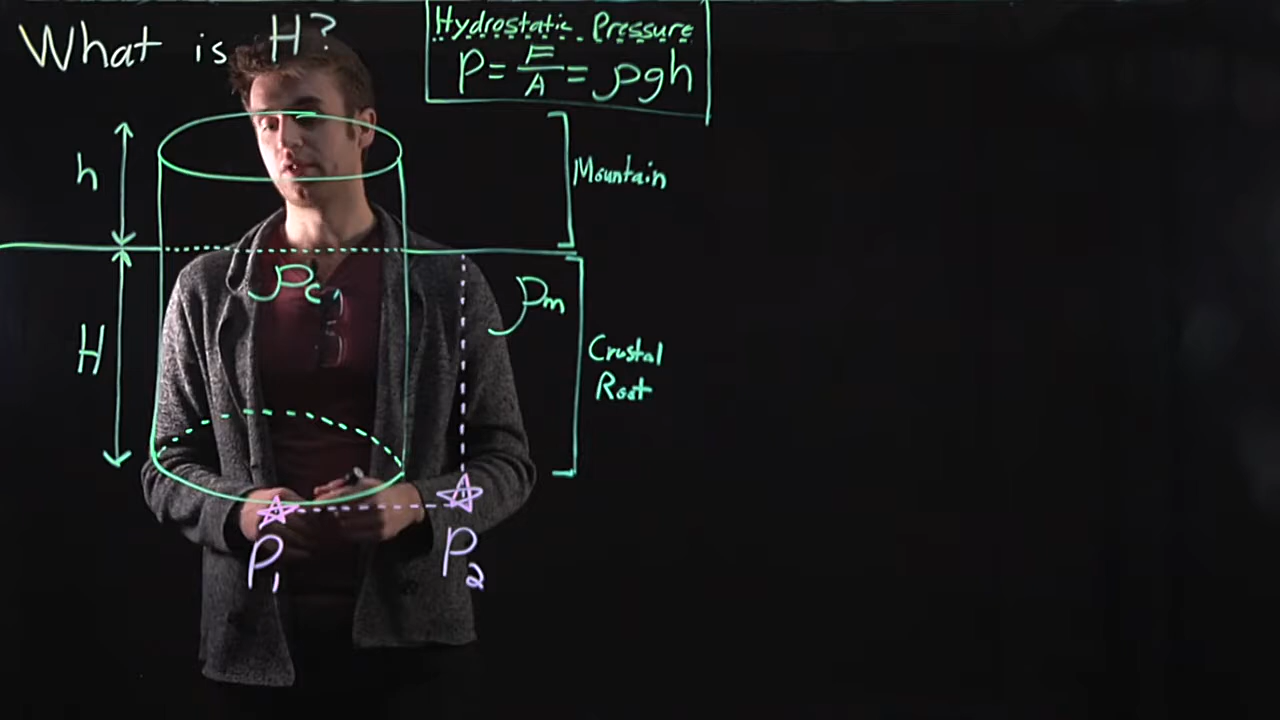 What is H?
Hydrostatic Pressure
P = F/A = ρgh
h
Mountain
ρc
ρm
H
Crustal
Root
P₁
P₂